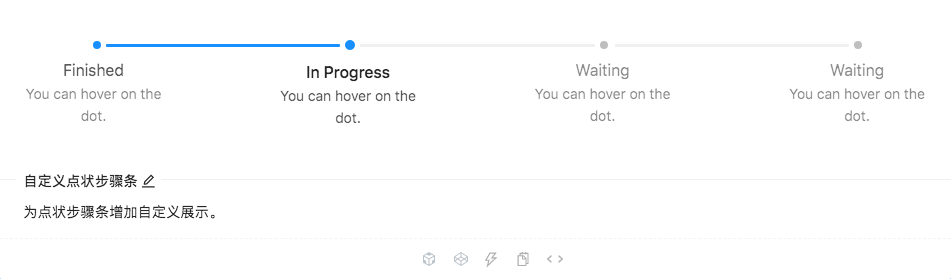 Finished
In Progress
Waiting
Waiting
You can hover on the
dot.
You can hover on the
dot.
You can hover on the
dot.
You can hover on the
dot.
自定义点状步骤条
为点状步骤条增加自定义展示。